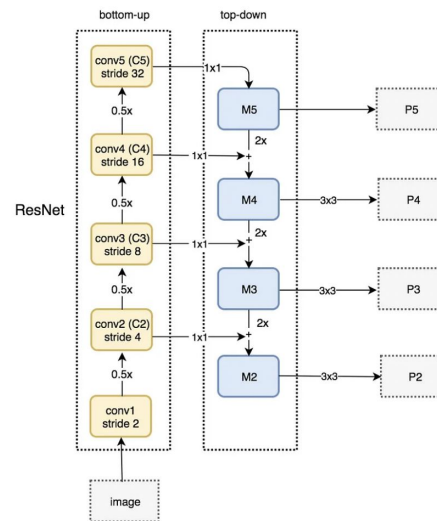 bottom-up
top-down
conv5 (C5)
stride 32
1x1
M5
P5
0.5x
2x
conv4 (C4)
stride 16
1x1
+
M4
3x3
P4
ResNet
0.5x
2x
conv3 (C3)
stride 8
1x1
+
M3
3x3
P3
0.5x
2x
conv2 (C2)
stride 4
1x1
+
M2
3x3
P2
0.5x
conv1
stride 2
image